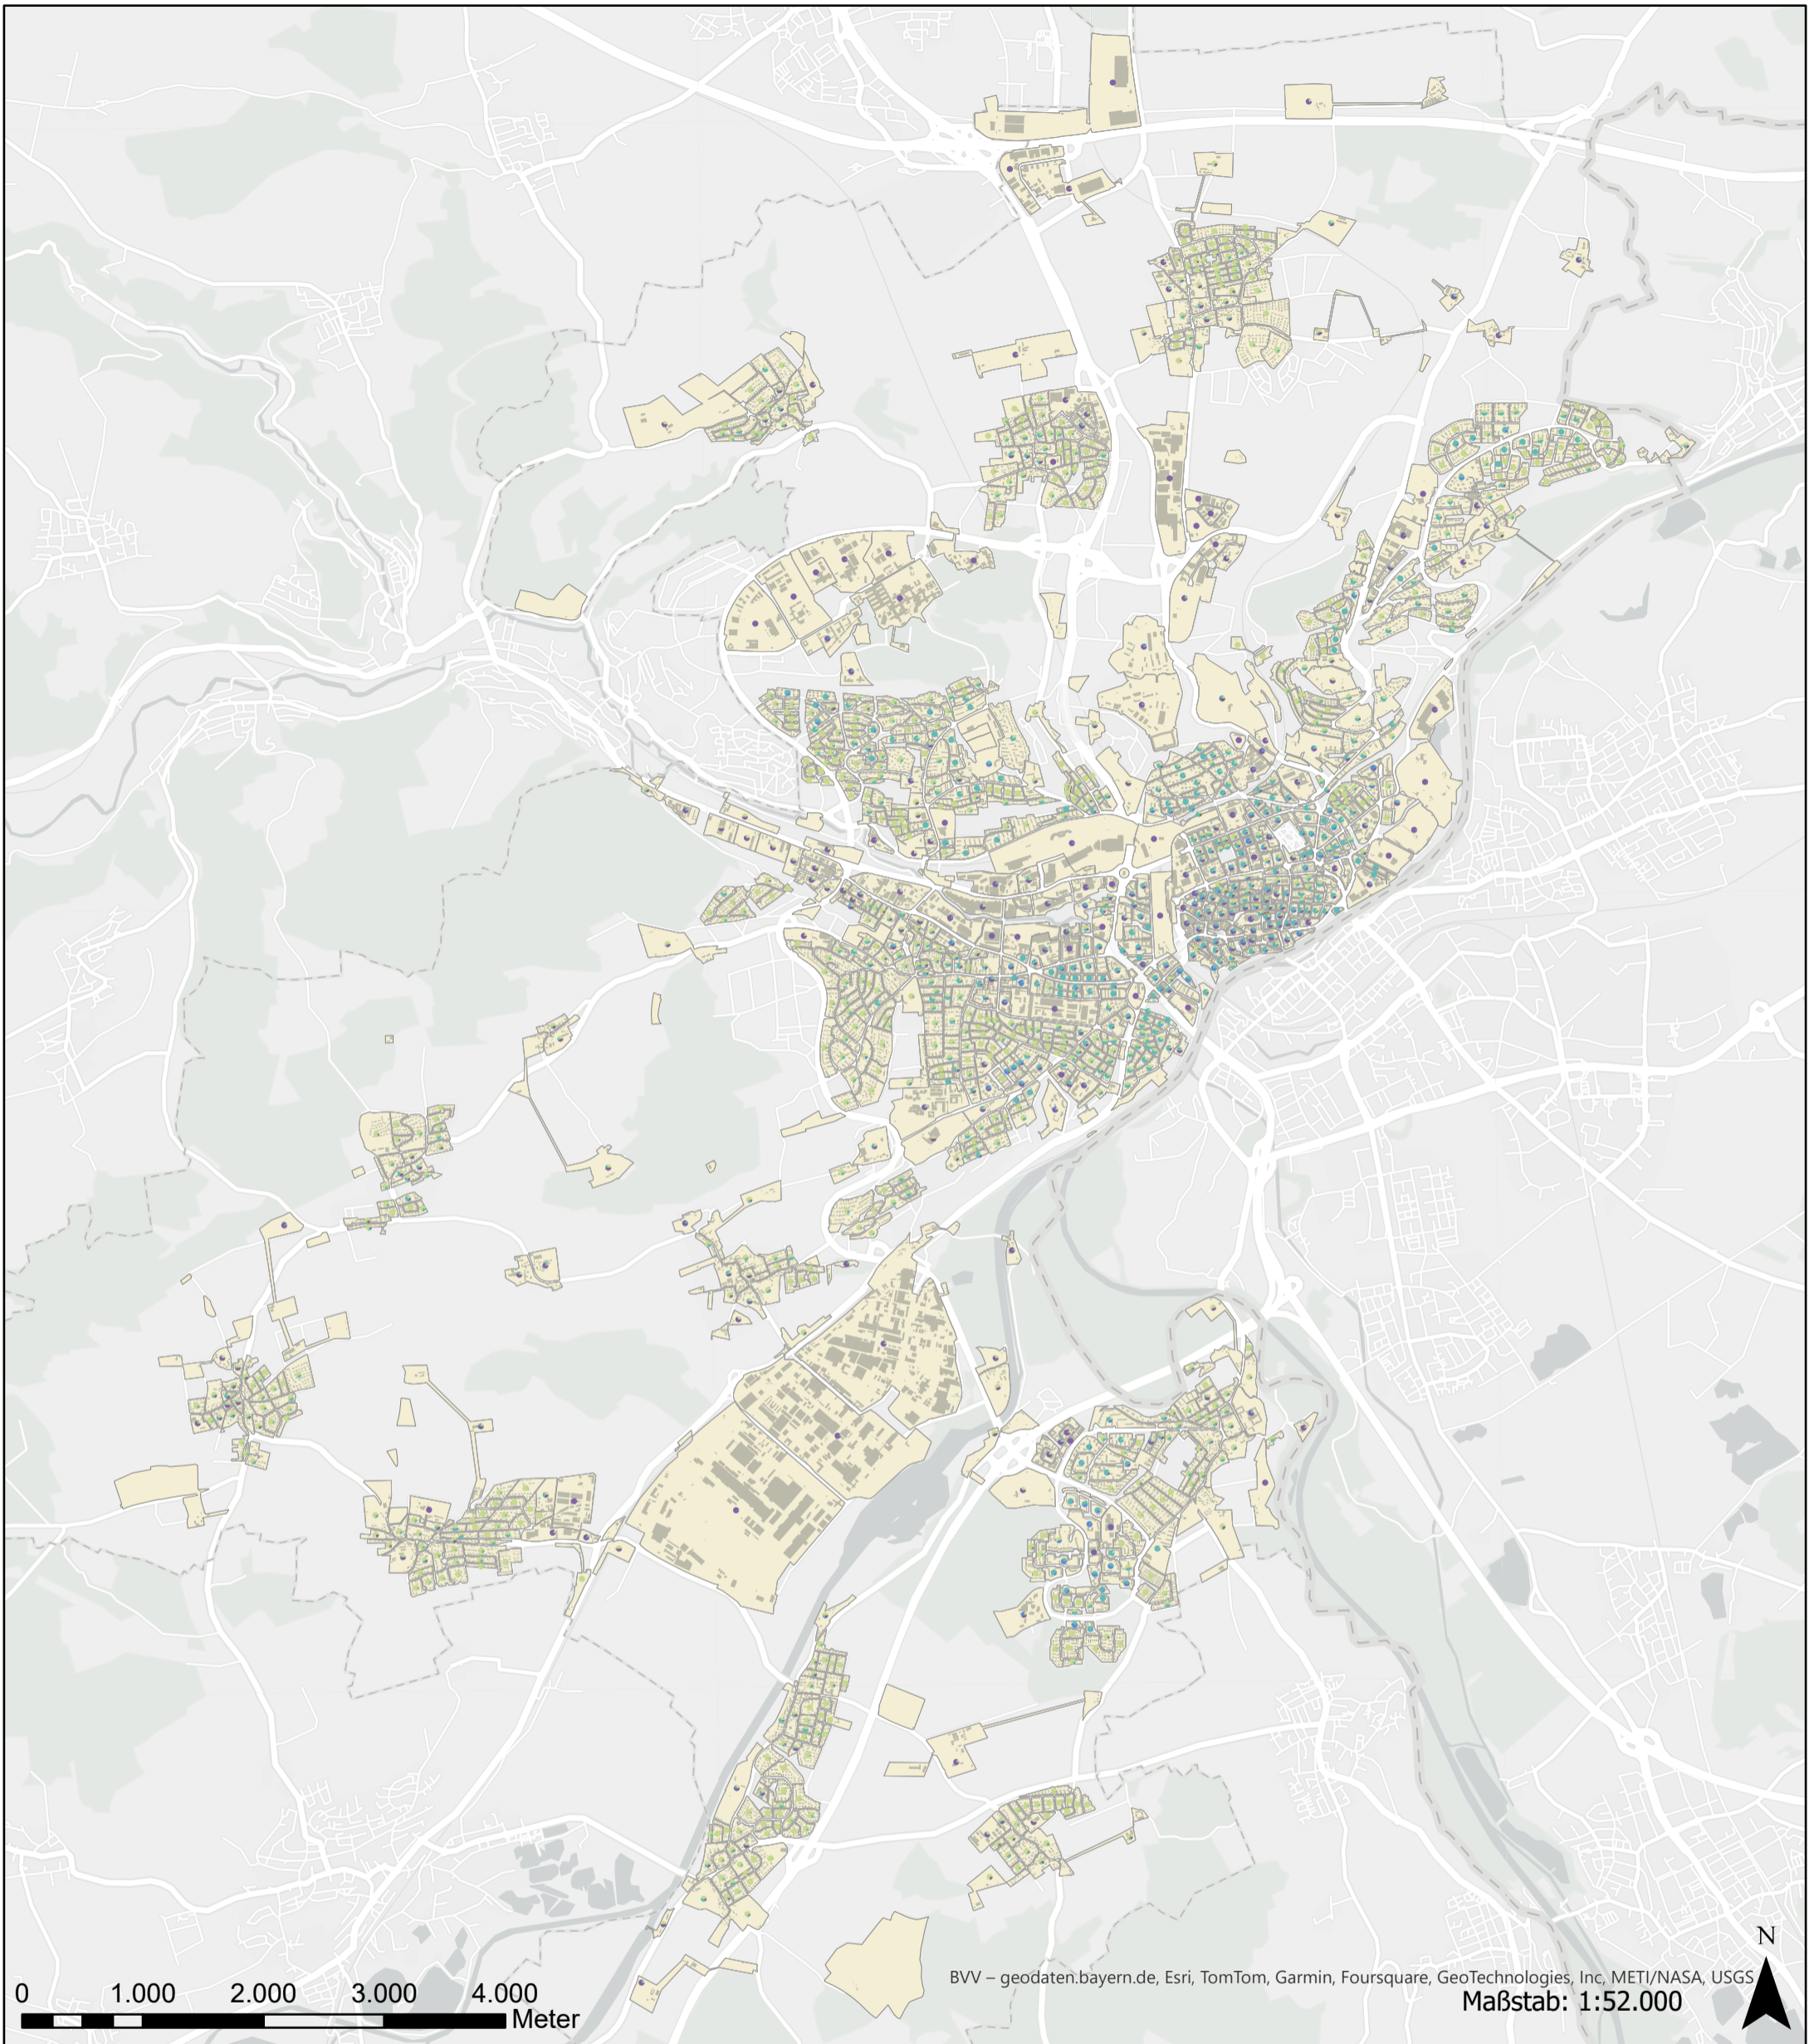 N
BVV – geodaten.bayern.de, Esri, TomTom, Garmin, Foursquare, GeoTechnologies, Inc, METI/NASA, USGS
0 1.000 2.000 3.000 4.000
Meter
Maßstab: 1:52.000